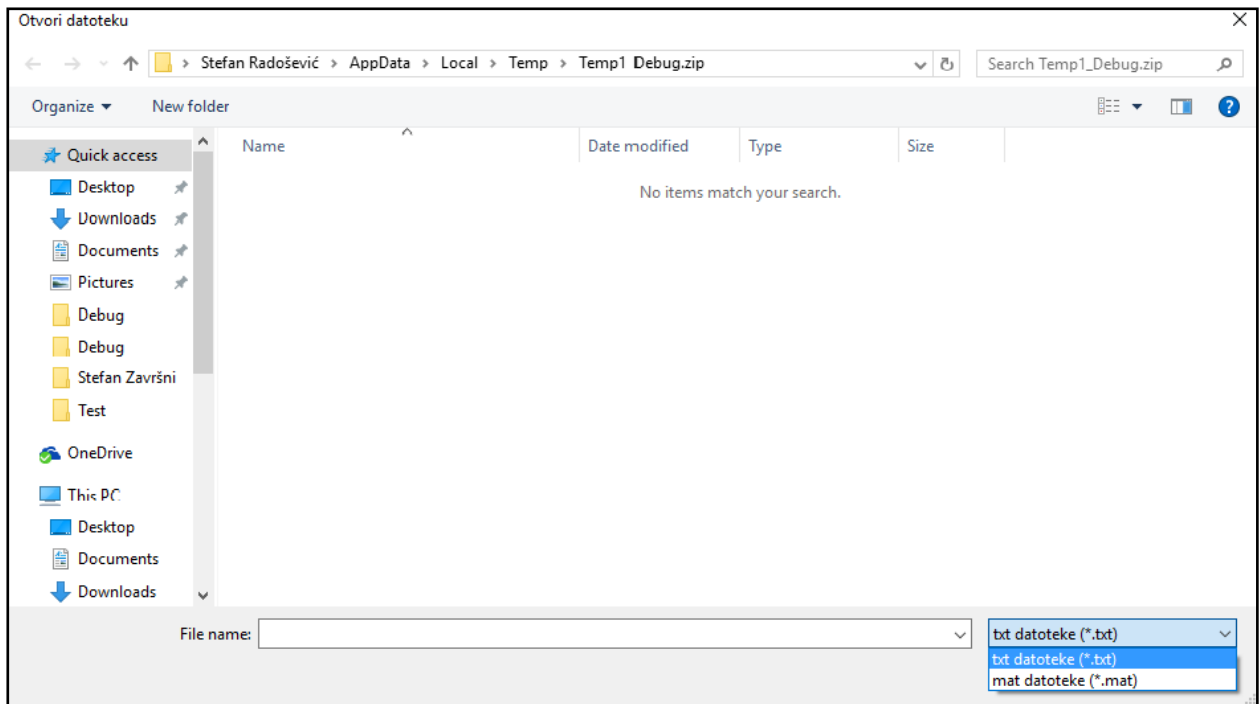 Otvori datoteku
Stefan Radošević > AppData > Local > Temp > Temp1 Debug.zip
Search Temp1_Debug.zip
Organize
New folder
Name
Date modified
Type
Size
No items match your search.
Quick access
Desktop
Downloads
Documents
Pictures
Debug
Debug
Stefan Završni
Test
OneDrive
This PC
Desktop
Documents
Downloads
File name:
txt datoteke (*.txt)
txt datoteke (*.txt)
mat datoteke (*.mat)